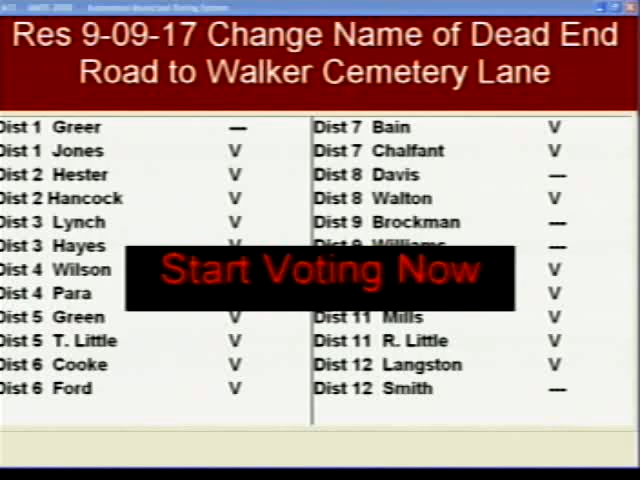 Res 9-09-17 Change Name of Dead End
Road to Walker Cemetery Lane
Dist 1 Greer ---
Dist 1 Jones V
Dist 2 Hester V
Dist 2 Hancock V
Dist 3 Lynch V
Dist 3 Hayes V
Dist 4 Wilson
Dist 4 Para
Dist 5 Green V
Dist 5 T. Little V
Dist 6 Cooke V
Dist 6 Ford V
Dist 7 Bain V
Dist 7 Chalfant V
Dist 8 Davis ---
Dist 8 Walton V
Dist 9 Brockman ---
Dist 9 Williams ---
V
V
Dist 11 Mills V
Dist 11 R. Little V
Dist 12 Langston V
Dist 12 Smith ---
Start Voting Now